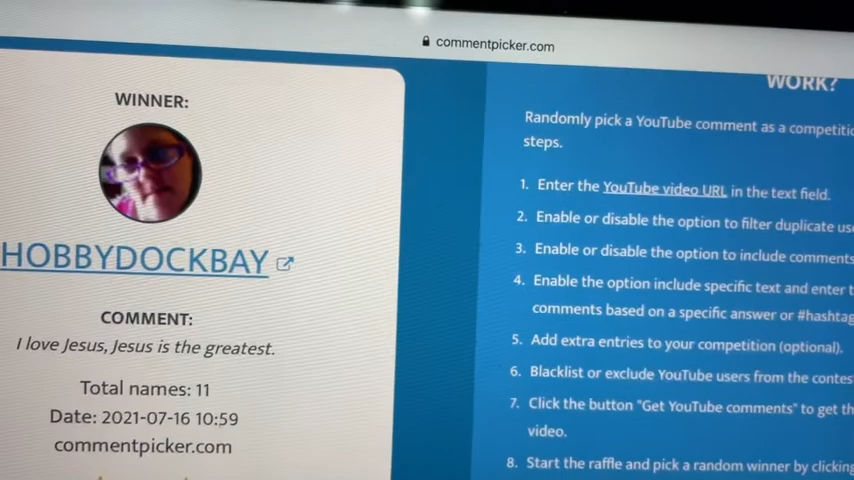 commentpicker.com
WINNER:
HOBBYDOCKBAY
COMMENT:
I love Jesus, Jesus is the greatest.
Total names: 11
Date: 2021-07-16 10:59
commentpicker.com
WORK?
Randomly pick a YouTube comment as a
steps.
1. Enter the YouTube video URL in the text field.
2. Enable or disable the option to filter duplicate
3. Enable or disable the option to include comments
4. Enable the option include specific text and enter
comments based on a specific answer or #hashtag
5. Add extra entries to your competition (optional).
6. Blacklist or exclude YouTube users from the
7. Click the button "Get YouTube comments" to get
video.
8. Start the raffle and pick a random winner by clicking